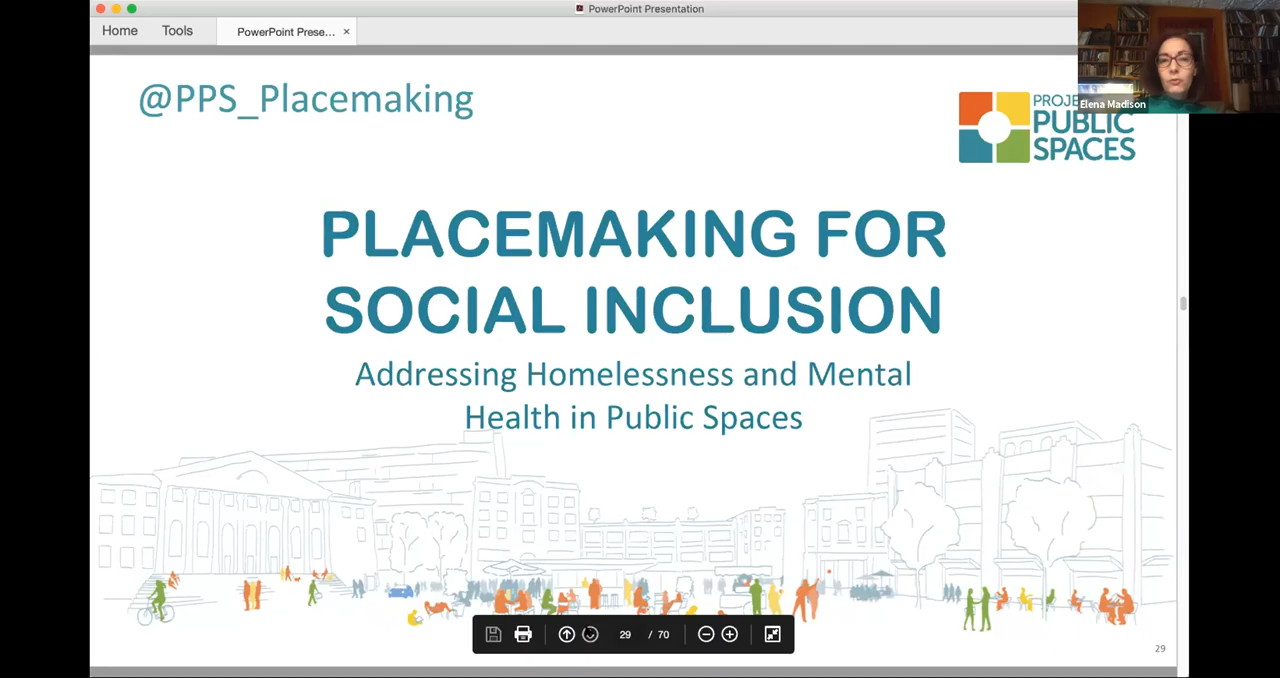 PowerPoint Presentation
Home
Tools
PowerPoint Prese...
×
@PPS_Placemaking
Elena Madison
PUBLIC
SPACES
PLACEMAKING FOR
SOCIAL INCLUSION
Addressing Homelessness and Mental
Health in Public Spaces
29 / 70
29